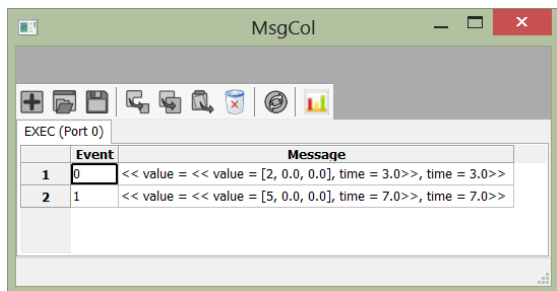 MsgCol
EXEC (Port 0)
Event Message
1 0 << value = << value = [2, 0.0, 0.0], time = 3.0>>, time = 3.0>>
2 1 << value = << value = [5, 0.0, 0.0], time = 7.0>>, time = 7.0>>